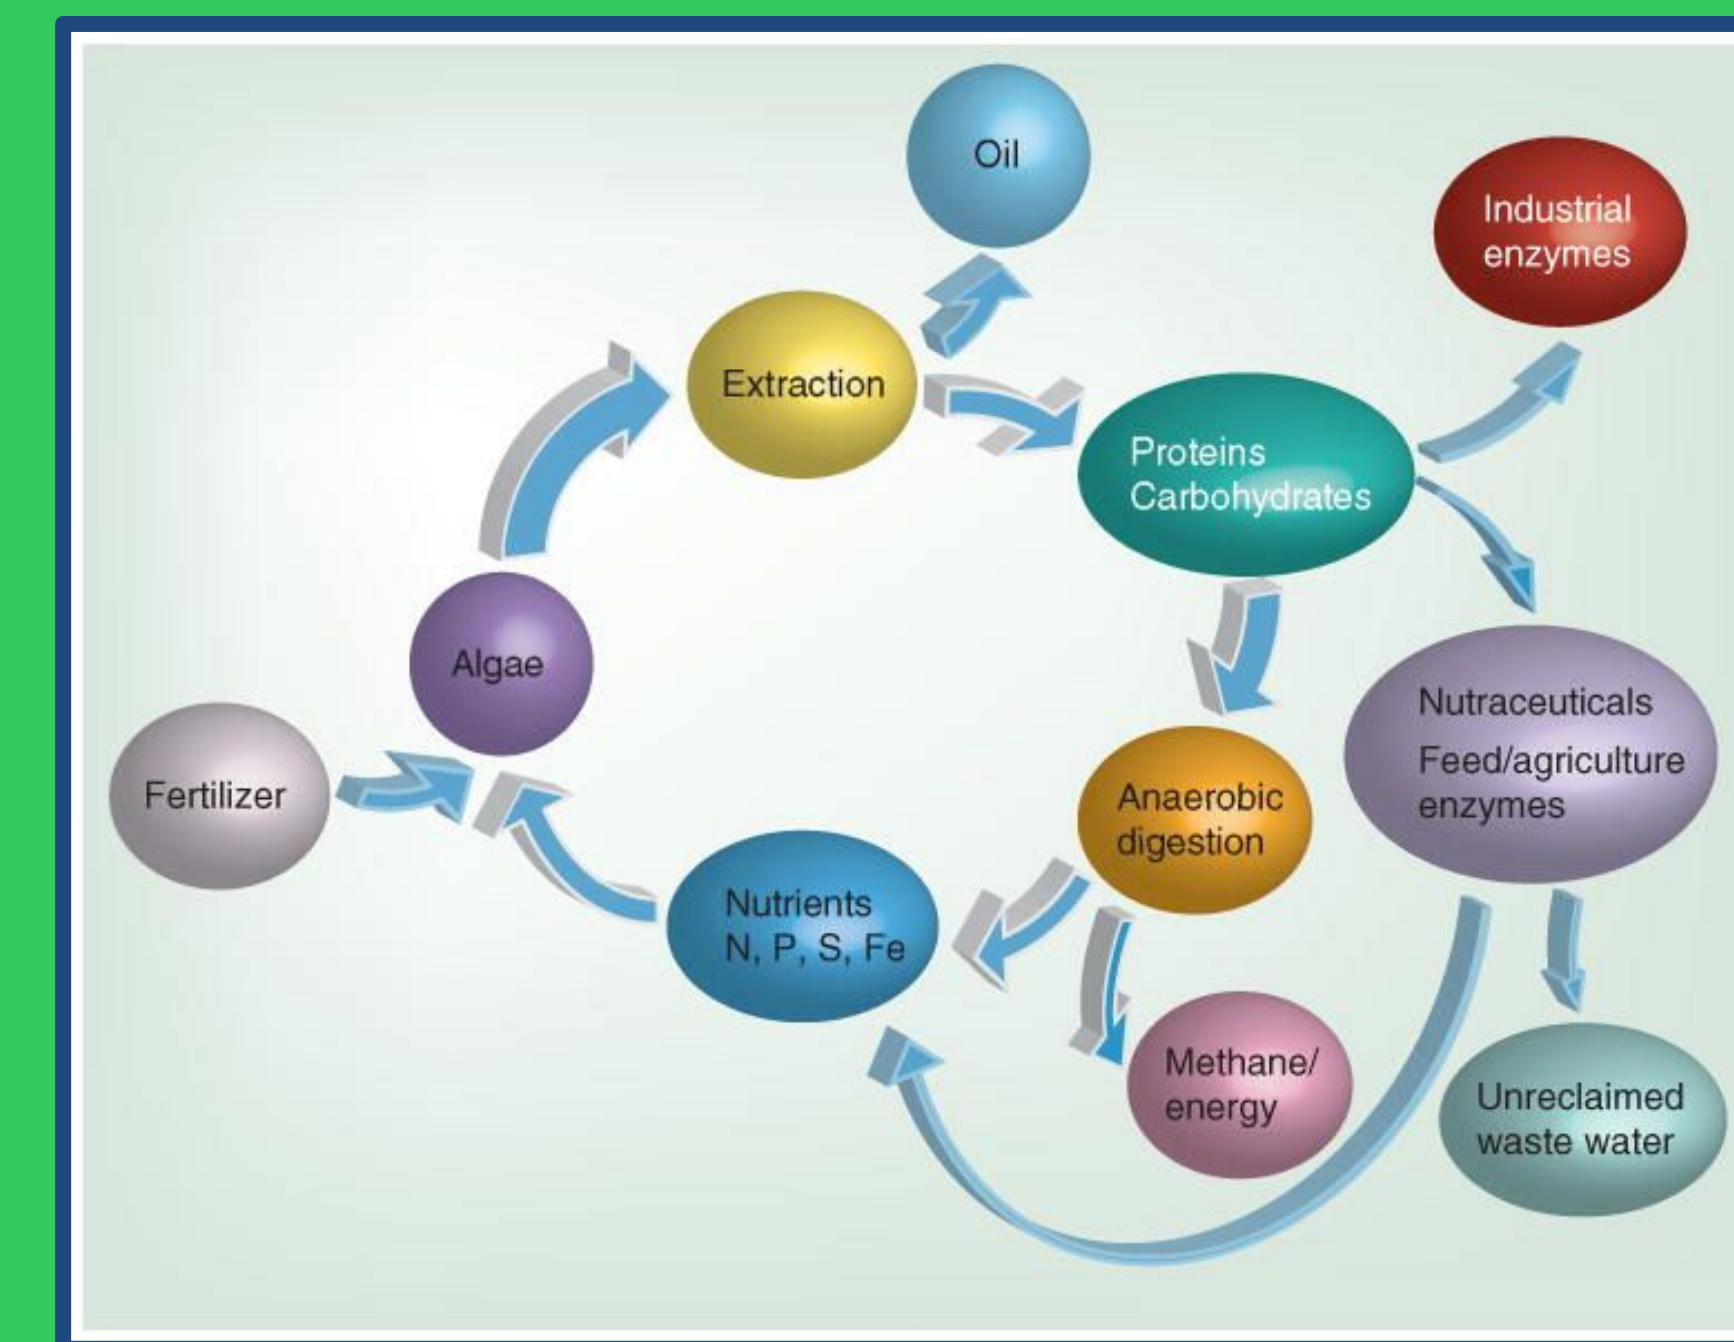 Oil
Industrial
enzymes
Extraction
Proteins
Carbohydrates
Algae
Nutraceuticals
Feed/agriculture
enzymes
Fertilizer
Anaerobic
digestion
Nutrients
N, P, S, Fe
Methane/
energy
Unreclaimed
waste water